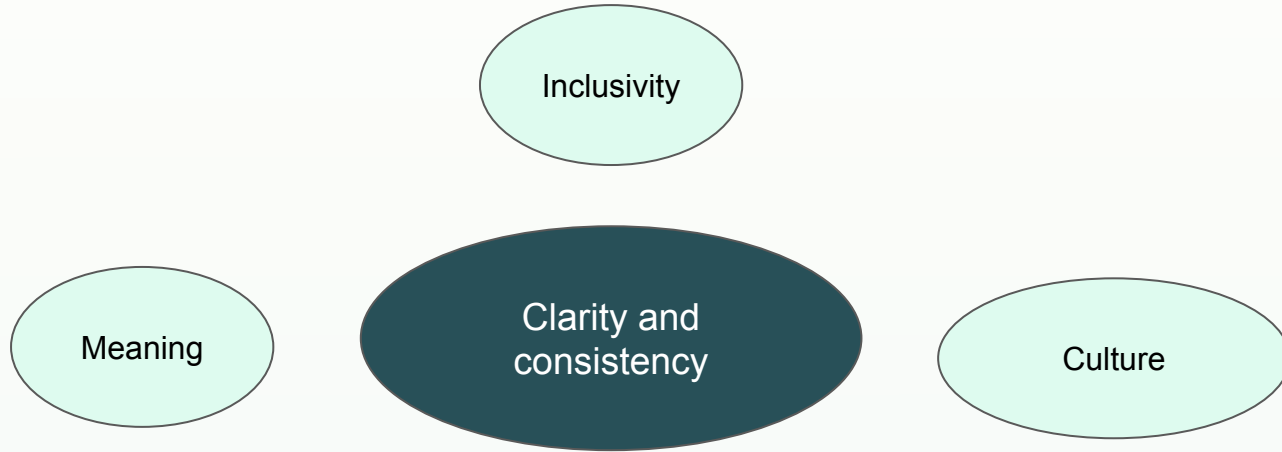 Inclusivity
Clarity and
consistency
Meaning
Culture